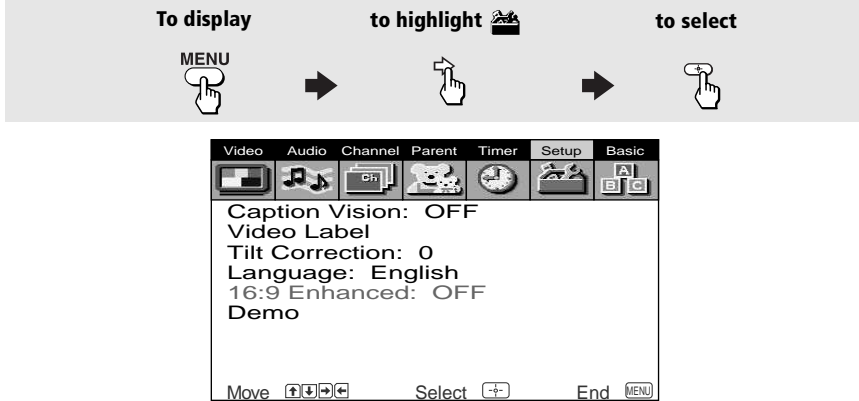 To display to highlight to select
MENU
Video Audio Channel Parent Timer Setup Basic
Ch A B C
Caption Vision: OFF
Video Label
Tilt Correction: 0
Language: English
16:9 Enhanced: OFF
Demo
Move Select End MENU